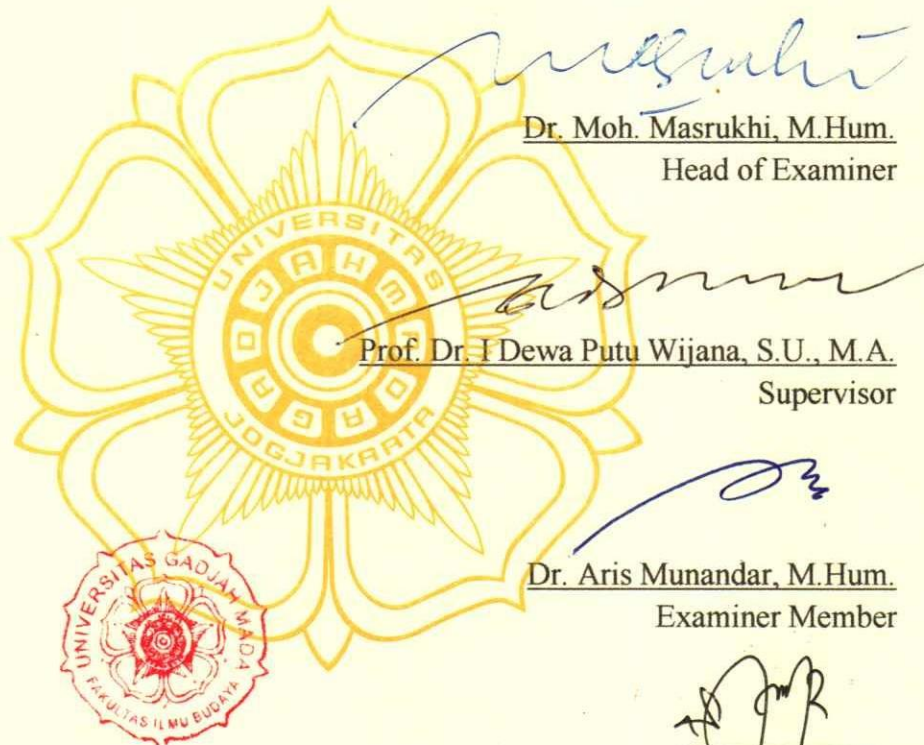 UNIVERSITAS
GADJAH MADA
JOGJAKARTA
Dr. Moh. Masrukhi, M.Hum.
Head of Examiner
Prof. Dr. I Dewa Putu Wijana, S.U., M.A.
Supervisor
Dr. Aris Munandar, M.Hum.
Examiner Member
UNIVERSITAS GADJAH MADA
FAKULTAS ILMU BUDAYA